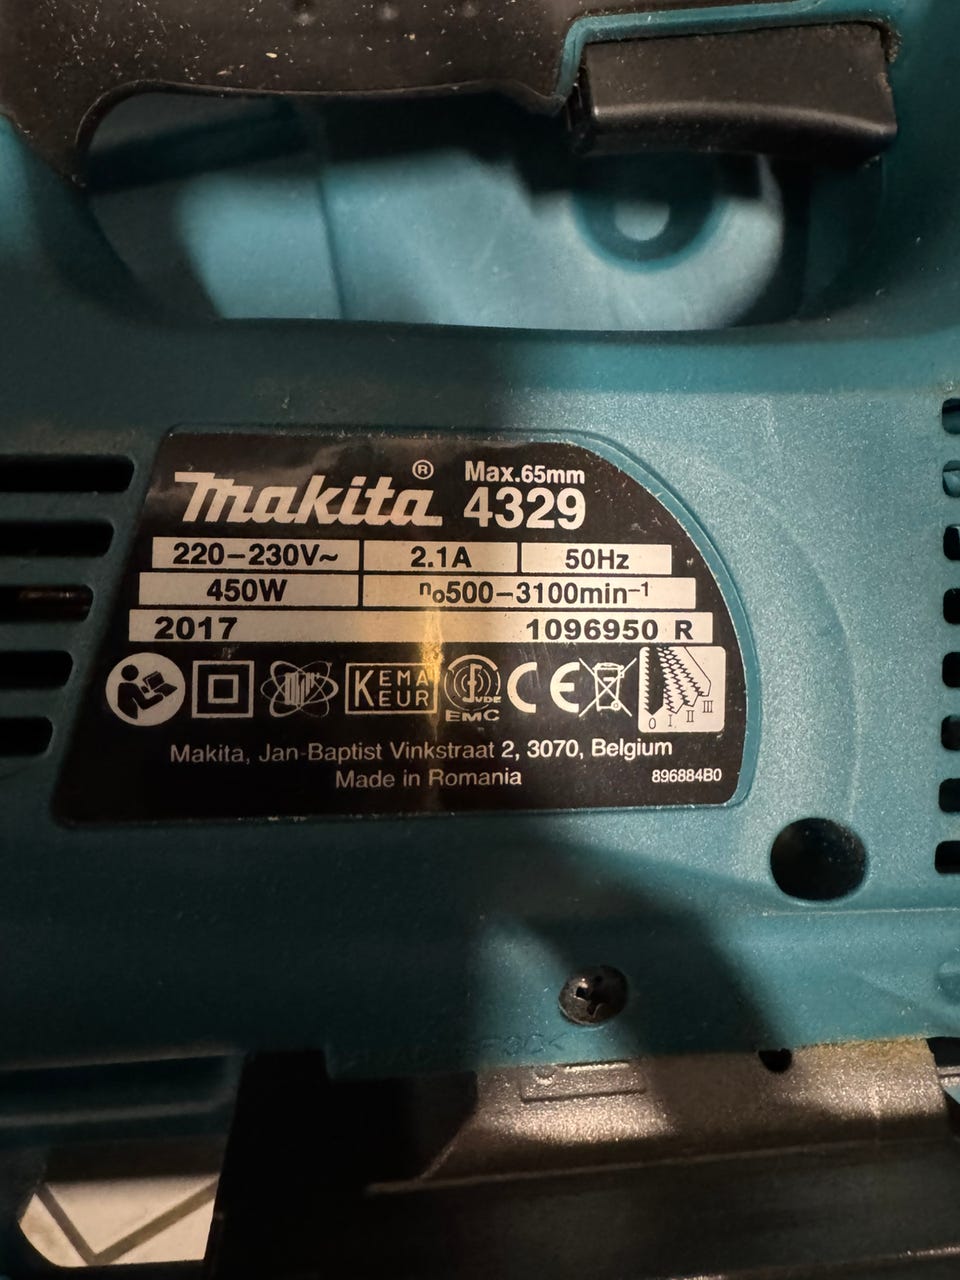 Makita® Max.65mm
4329
220–230V~ 2.1A 50Hz
450W no500–3100min⁻¹
2017 1096950 R
KEMA
KEUR
VDE
EMC
CE
0 I II III
Makita, Jan-Baptist Vinkstraat 2, 3070, Belgium
Made in Romania 896884B0